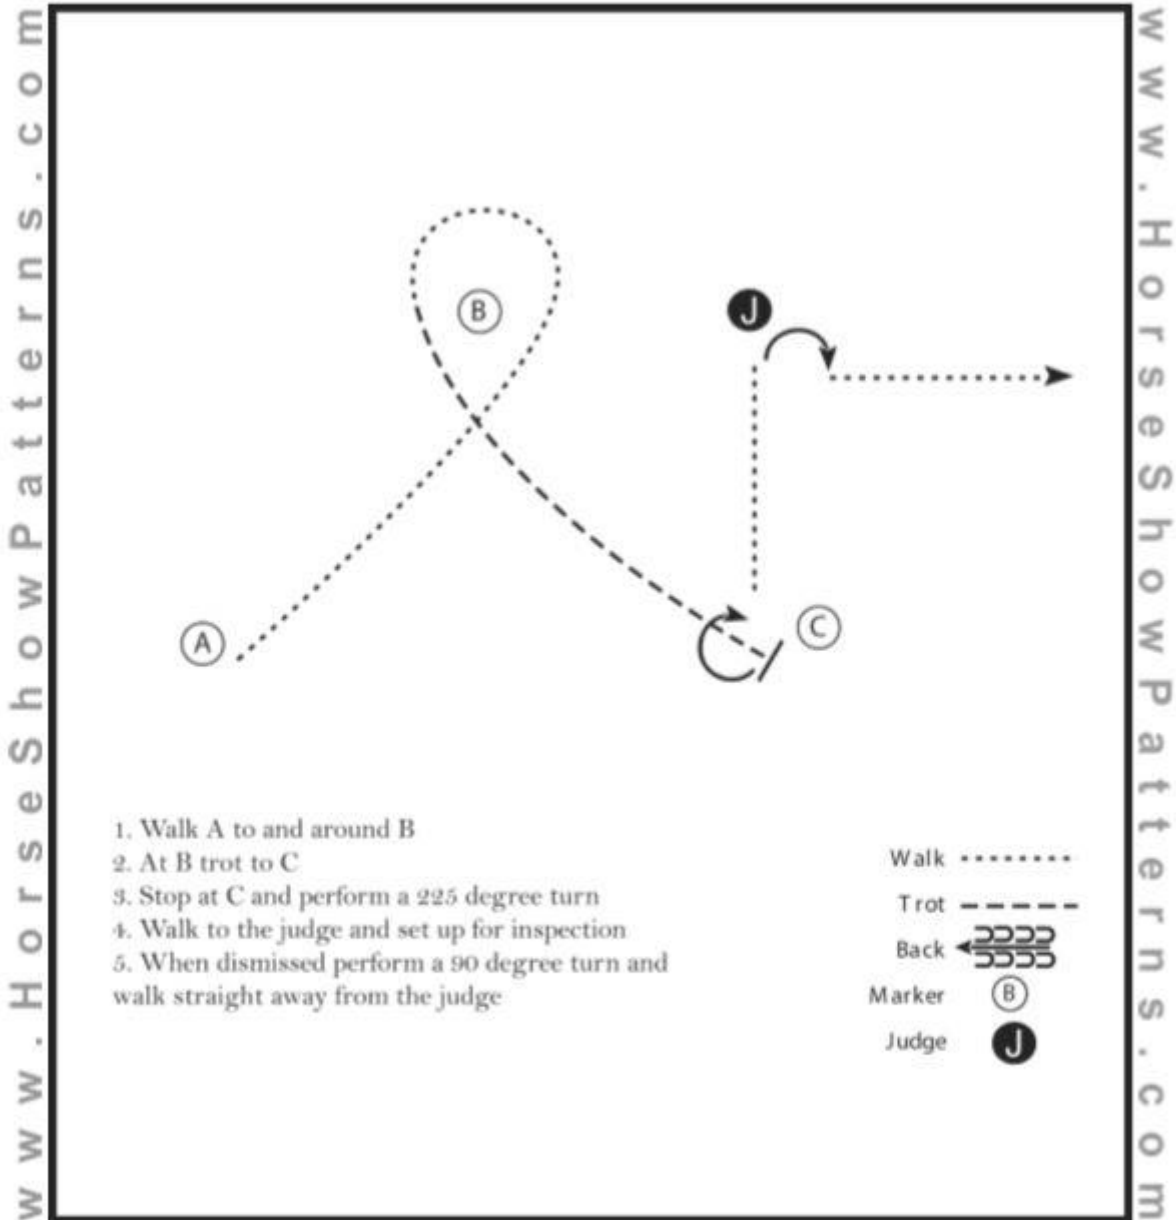 www.HorseShowPatterns.com
B
J
A
C
1. Walk A to and around B
2. At B trot to C
3. Stop at C and perform a 225 degree turn
4. Walk to the judge and set up for inspection
5. When dismissed perform a 90 degree turn and
walk straight away from the judge
Walk
Trot
Back
Marker B
Judge J
www.HorseShowPatterns.com